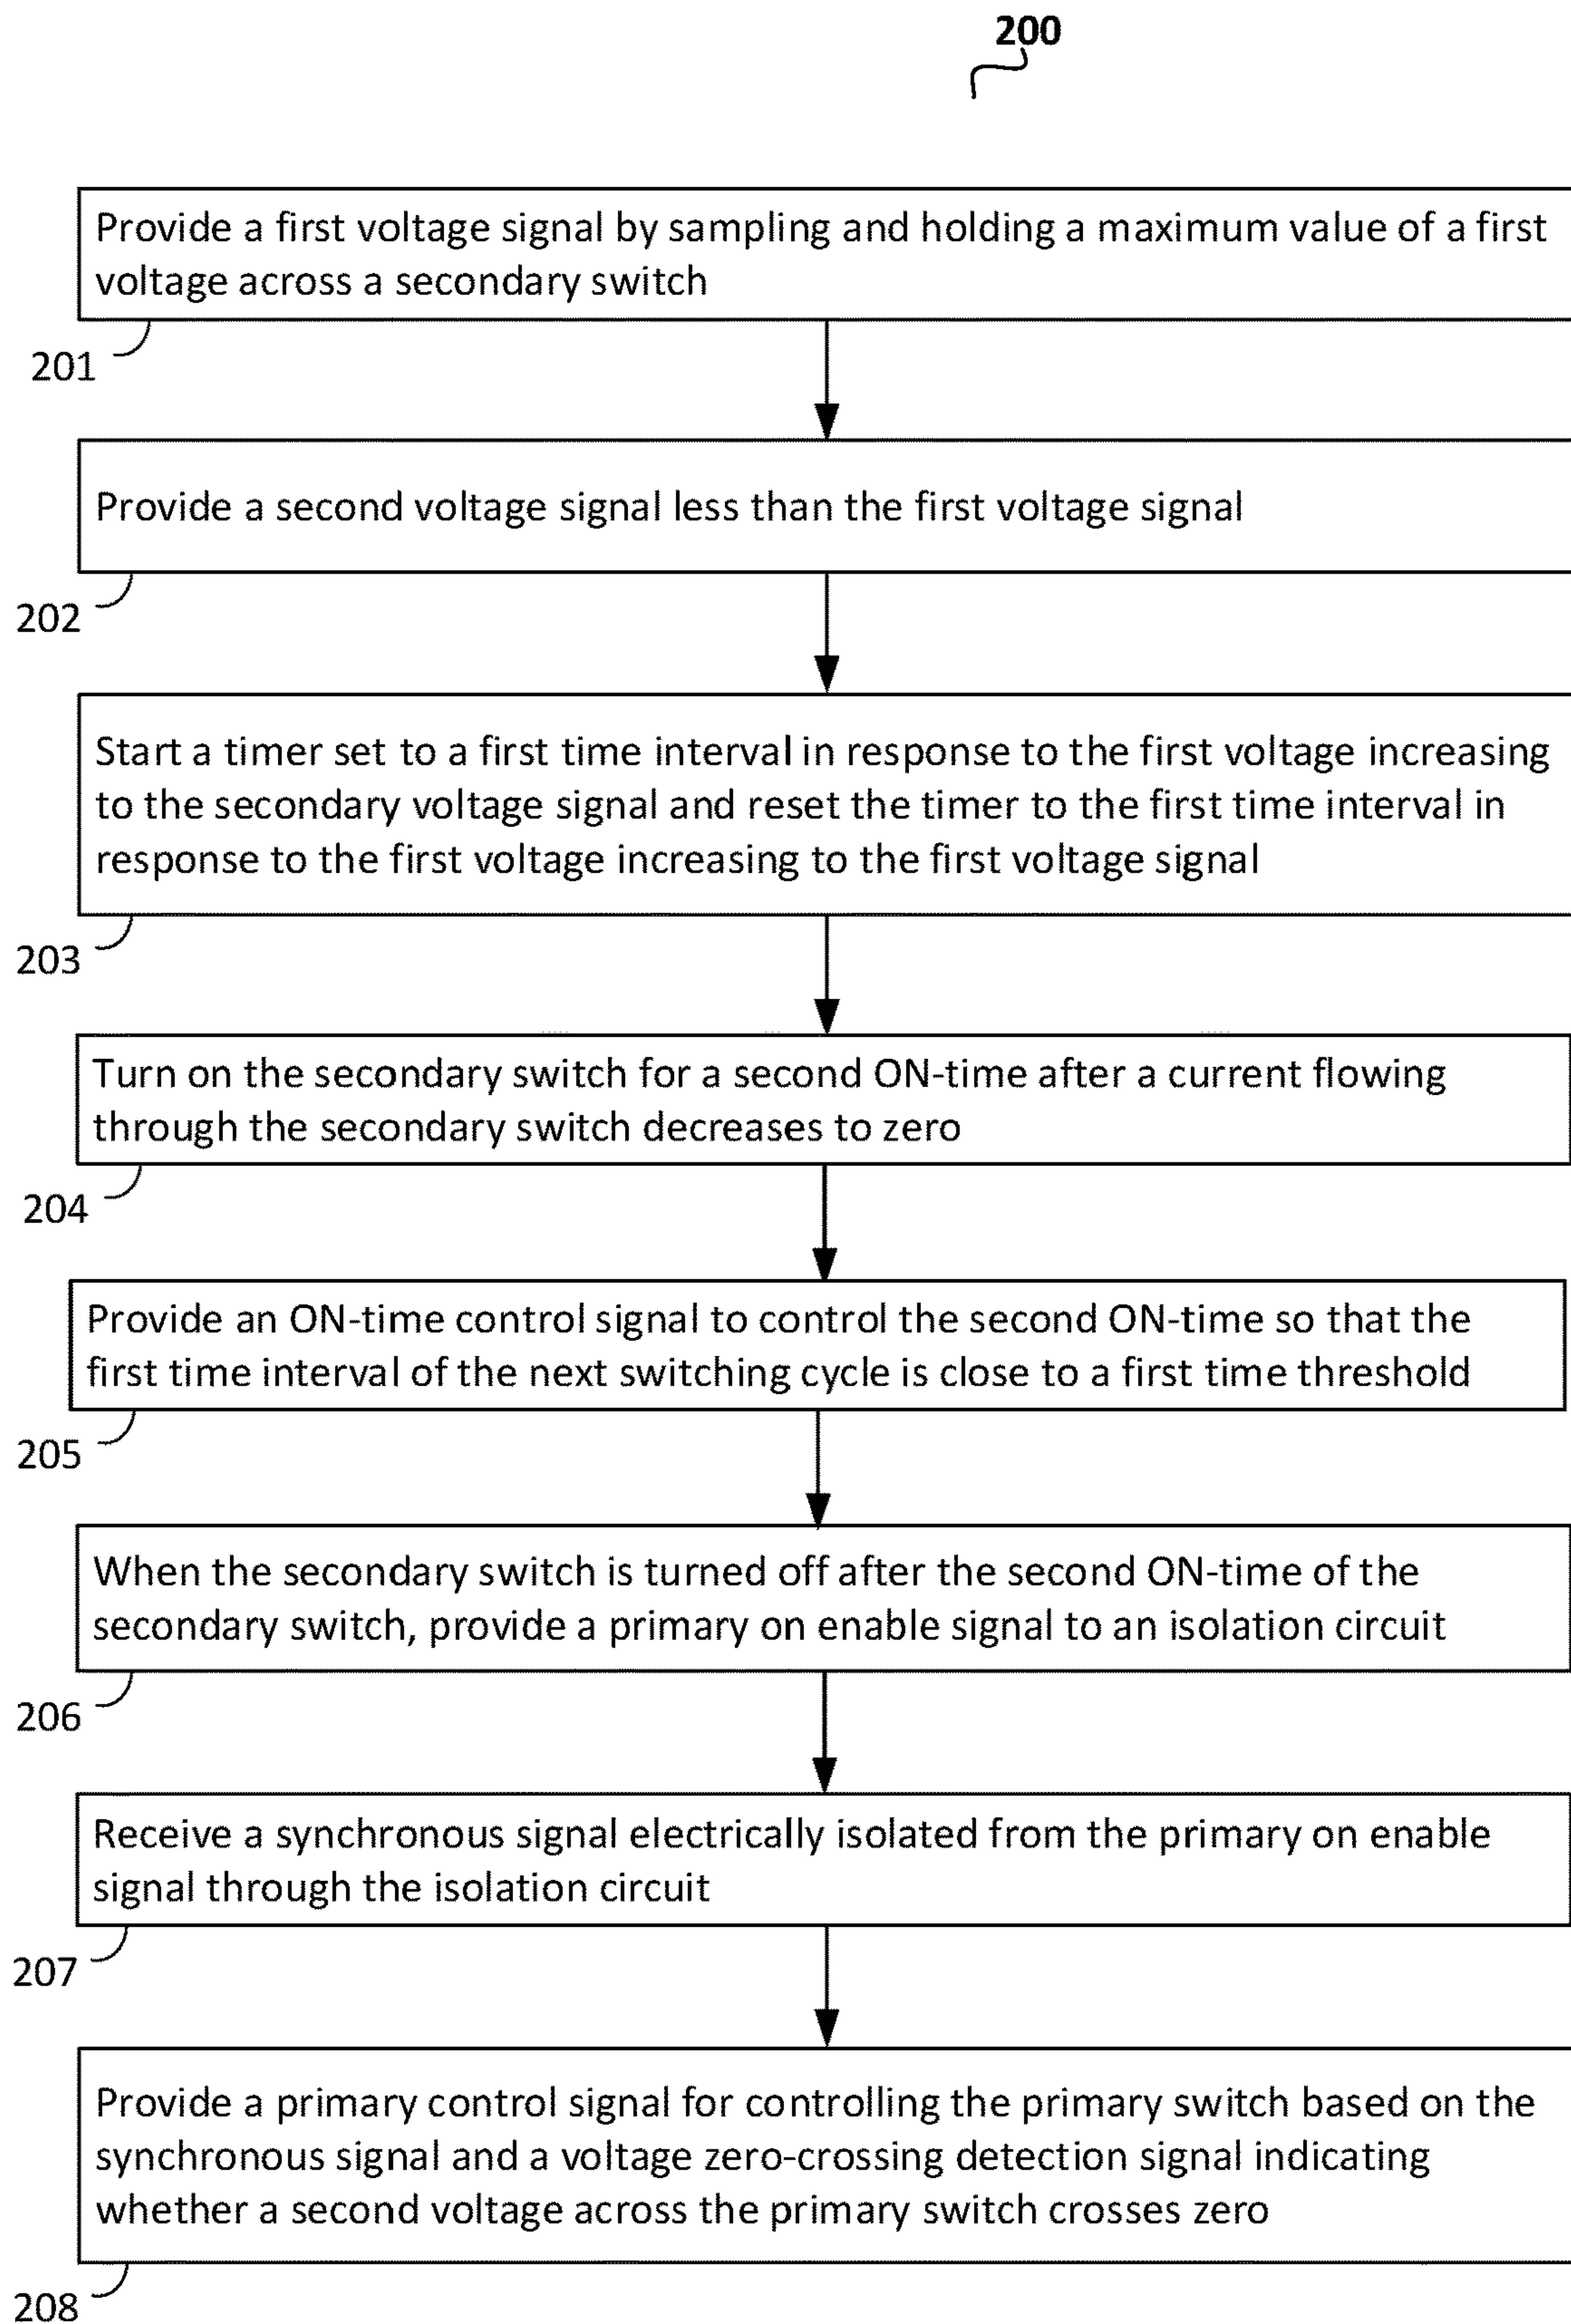 200
Provide a first voltage signal by sampling and holding a maximum value of a first
voltage across a secondary switch
201
Provide a second voltage signal less than the first voltage signal
202
Start a timer set to a first time interval in response to the first voltage increasing
to the secondary voltage signal and reset the timer to the first time interval in
response to the first voltage increasing to the first voltage signal
203
Turn on the secondary switch for a second ON-time after a current flowing
through the secondary switch decreases to zero
204
Provide an ON-time control signal to control the second ON-time so that the
first time interval of the next switching cycle is close to a first time threshold
205
When the secondary switch is turned off after the second ON-time of the
secondary switch, provide a primary on enable signal to an isolation circuit
206
Receive a synchronous signal electrically isolated from the primary on enable
signal through the isolation circuit
207
Provide a primary control signal for controlling the primary switch based on the
synchronous signal and a voltage zero-crossing detection signal indicating
whether a second voltage across the primary switch crosses zero
208